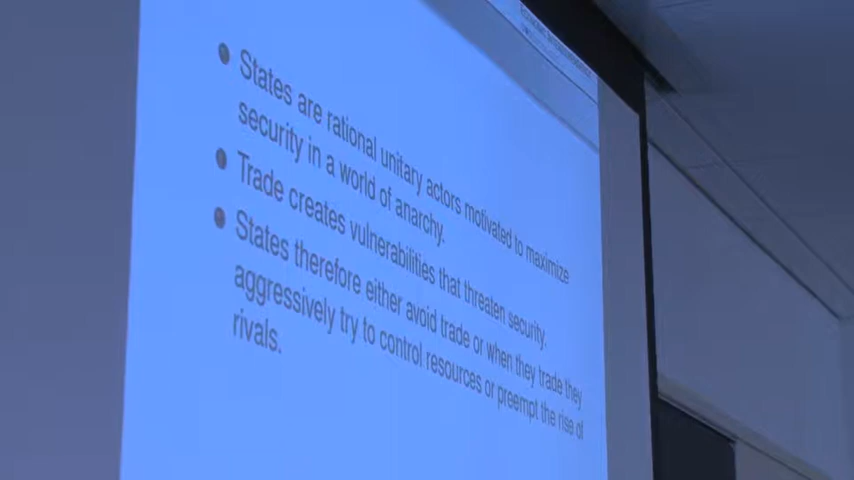 • States are rational unitary actors motivated to maximize
security in a world of anarchy.
• Trade creates vulnerabilities that threaten security.
• States therefore either avoid trade or when they trade they
aggressively try to control resources or preempt the rise of
rivals.